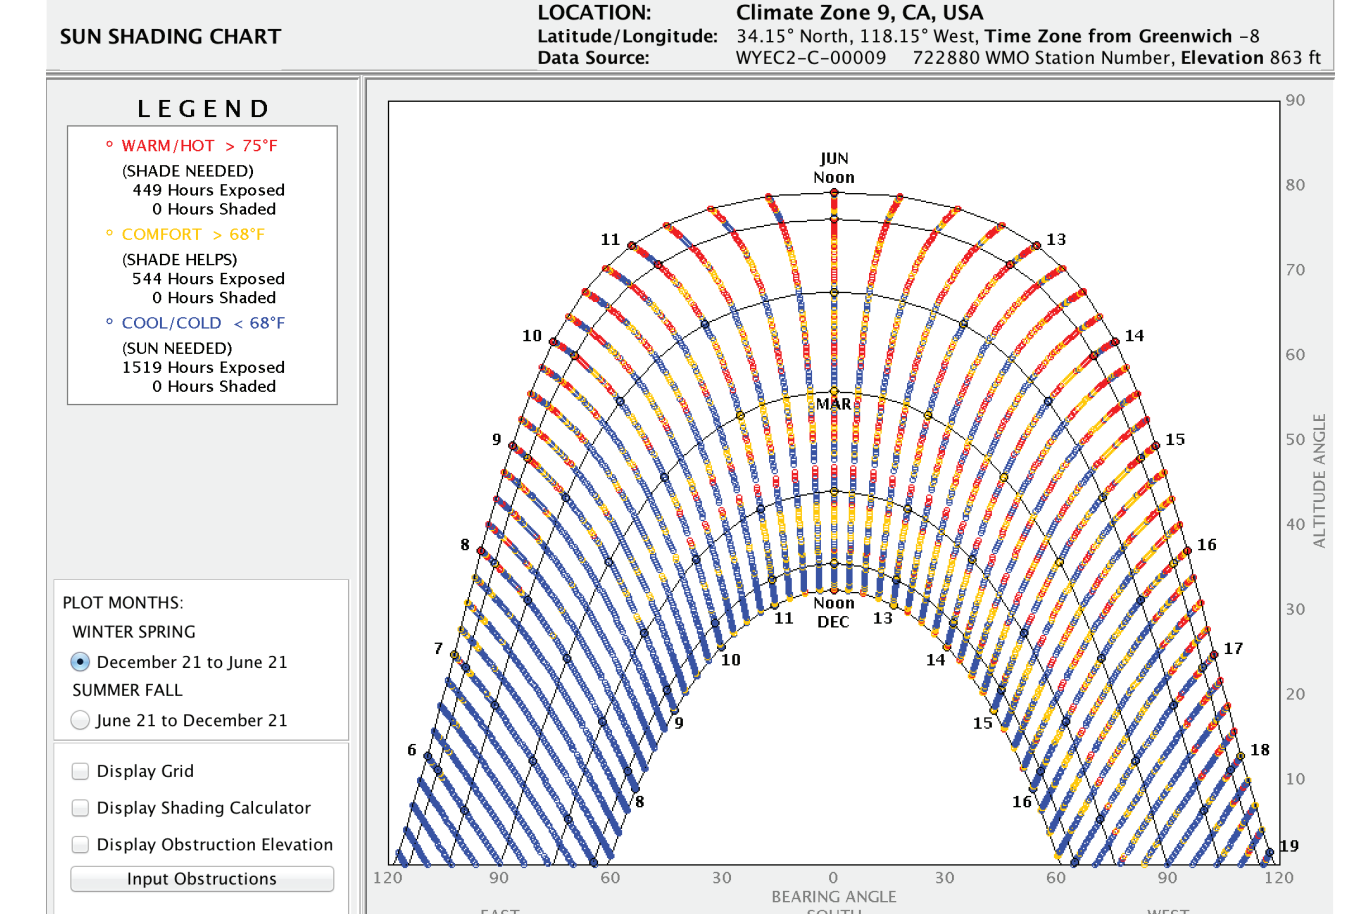 SUN SHADING CHART
LOCATION: Climate Zone 9, CA, USA
Latitude/Longitude: 34.15° North, 118.15° West, Time Zone from Greenwich -8
Data Source: WYEC2-C-00009 722880 WMO Station Number, Elevation 863 ft
LEGEND
WARM/HOT > 75°F
(SHADE NEEDED)
449 Hours Exposed
0 Hours Shaded
COMFORT > 68°F
(SHADE HELPS)
544 Hours Exposed
0 Hours Shaded
COOL/COLD < 68°F
(SUN NEEDED)
1519 Hours Exposed
0 Hours Shaded
PLOT MONTHS:
WINTER SPRING
December 21 to June 21
SUMMER FALL
June 21 to December 21
Display Grid
Display Shading Calculator
Display Obstruction Elevation
Input Obstructions
90
JUN
80
Noon
11 13
70
10 14
60
MAR
9 15
50
ALTITUDE ANGLE
40
8 16
30
Noon
11 13
DEC
7 17
10 14
20
9 15
6 18
10
8 16
19
120 90 60 30 0 30 60 90 120
BEARING ANGLE
EAST SOUTH WEST